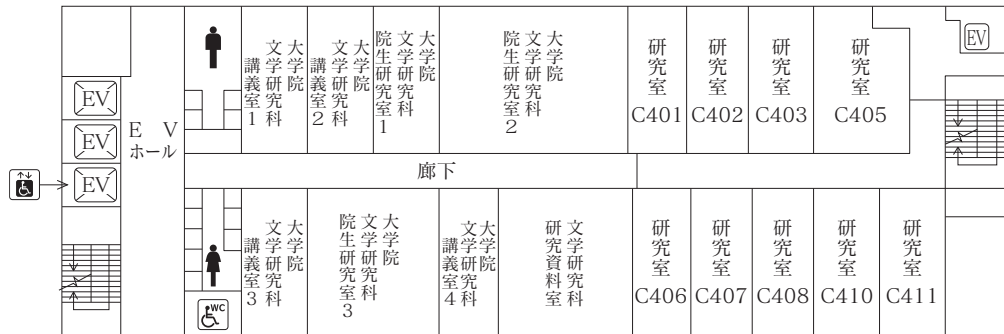 大学院
文学研究科
講義室1
大学院
文学研究科
講義室2
大学院
文学研究科
院生研究室1
大学院
文学研究科
院生研究室2
研究室
C401
研究室
C402
研究室
C403
研究室
C405
EV
EV
EV
EV
EV
ホール
廊下
WC
大学院
文学研究科
講義室3
大学院
文学研究科
院生研究室3
大学院
文学研究科
講義室4
文学研究科
研究資料室
研究室
C406
研究室
C407
研究室
C408
研究室
C410
研究室
C411